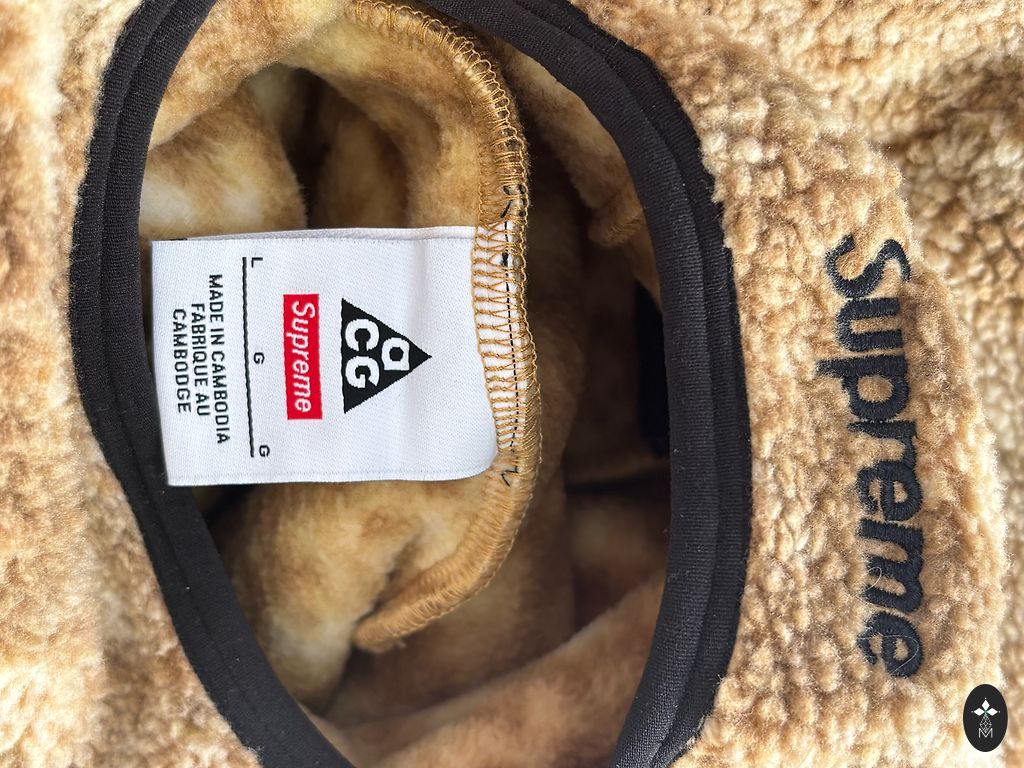 aCG
Supreme
L G G
MADE IN CAMBODIA
FABRIQUE AU
CAMBODGE
Supreme
M